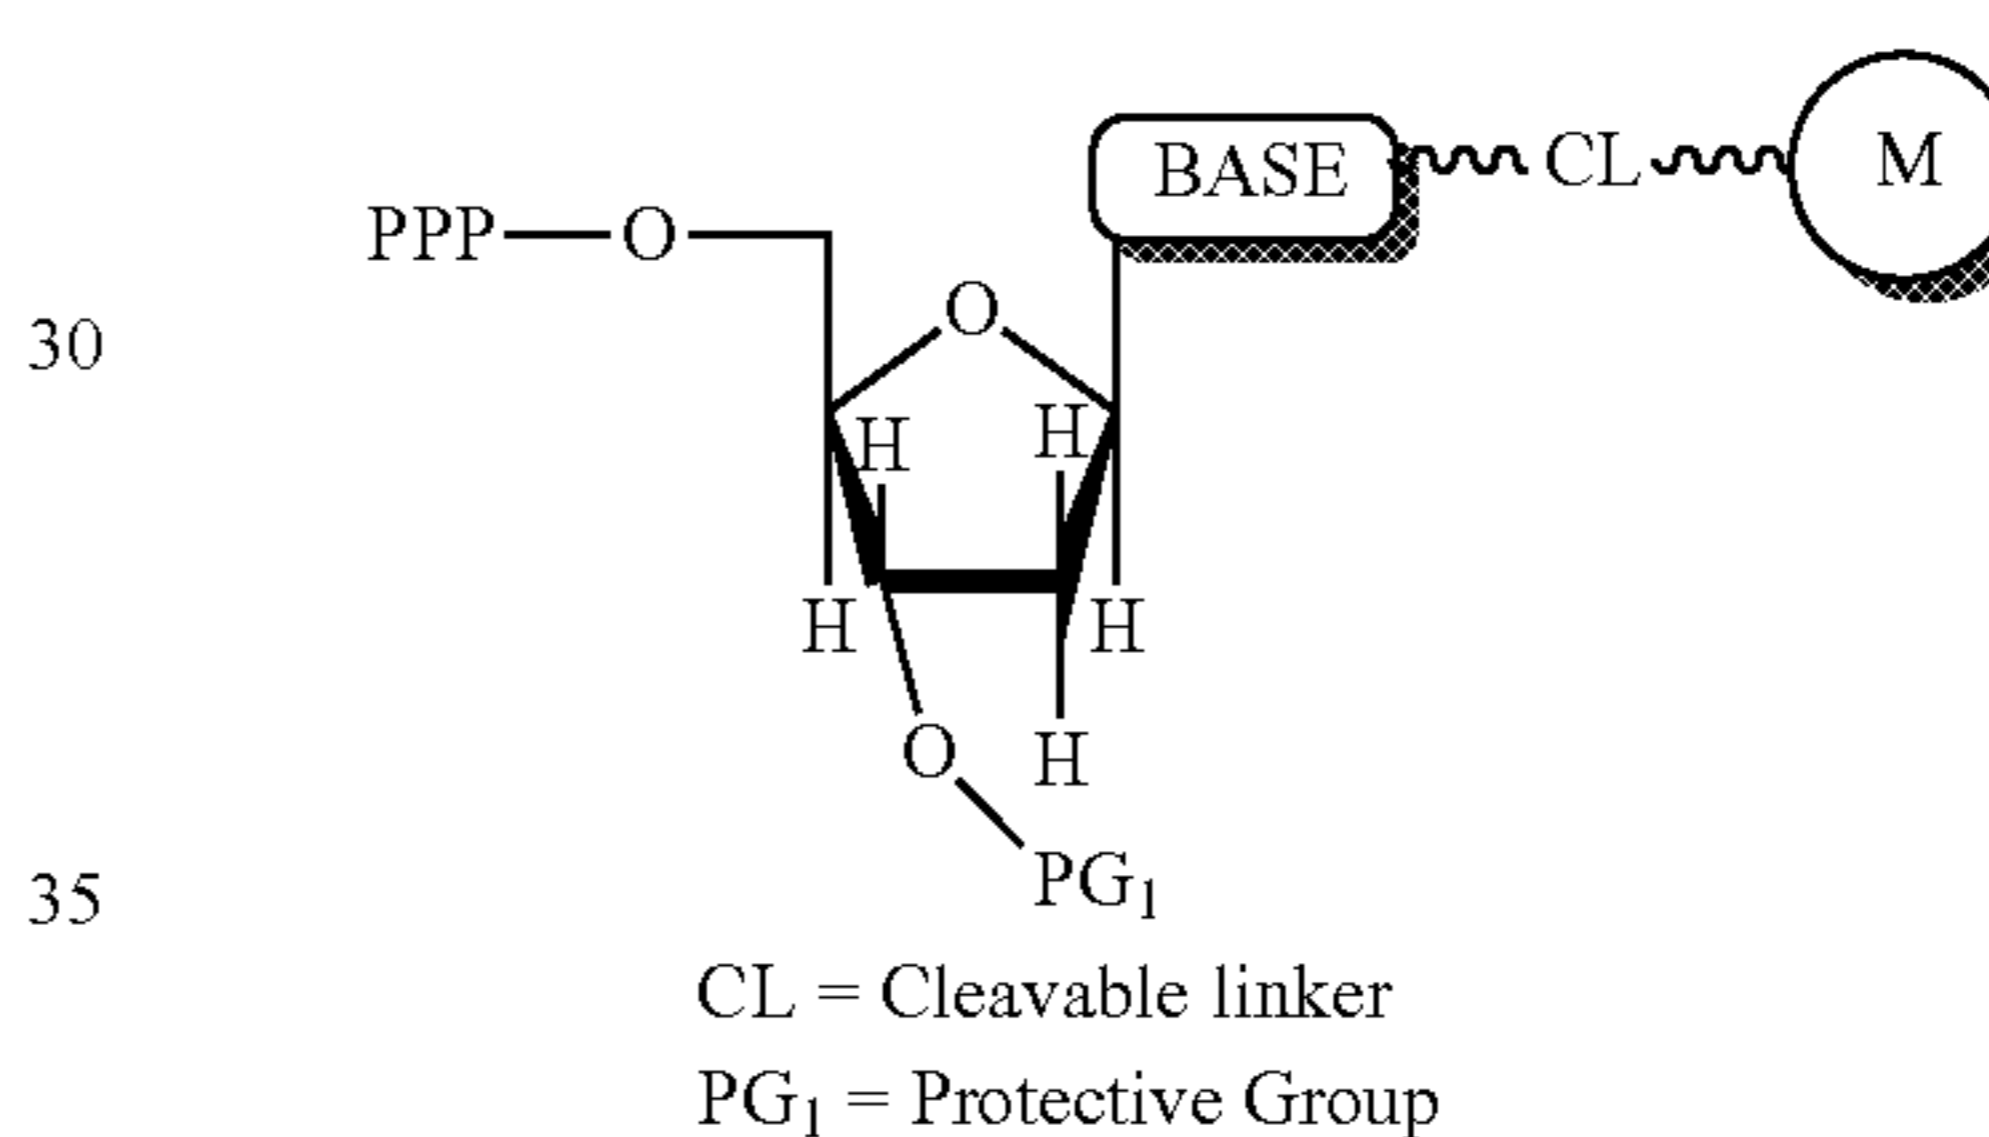 BASE CL M
PPP O
O
30
H H
H H
O H
35 PG₁
CL = Cleavable linker
PG₁ = Protective Group